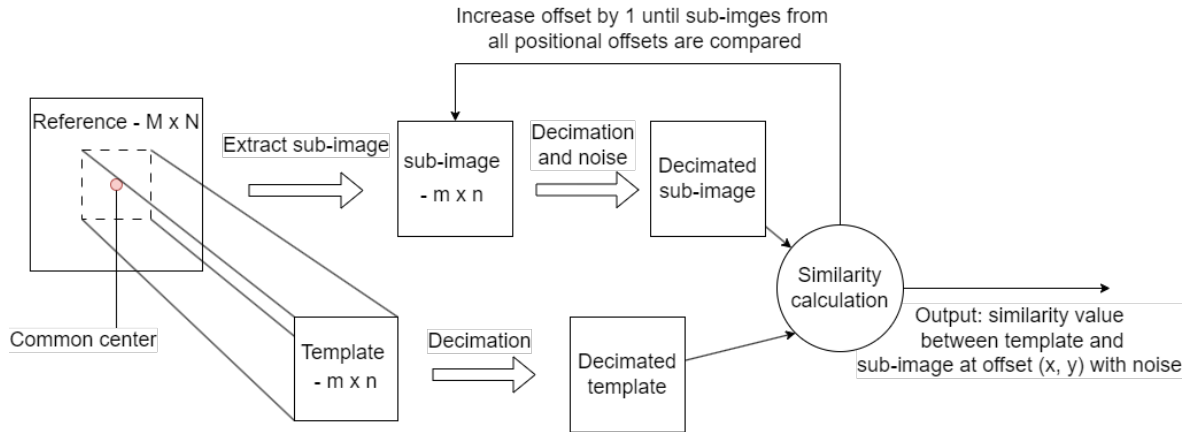 Increase offset by 1 until sub-imges from
all positional offsets are compared
Reference - M x N
Extract sub-image
sub-image
- m x n
Decimation
and noise
Decimated
sub-image
Similarity
calculation
Common center
Template
- m x n
Decimation
Decimated
template
Output: similarity value
between template and
sub-image at offset (x, y) with noise